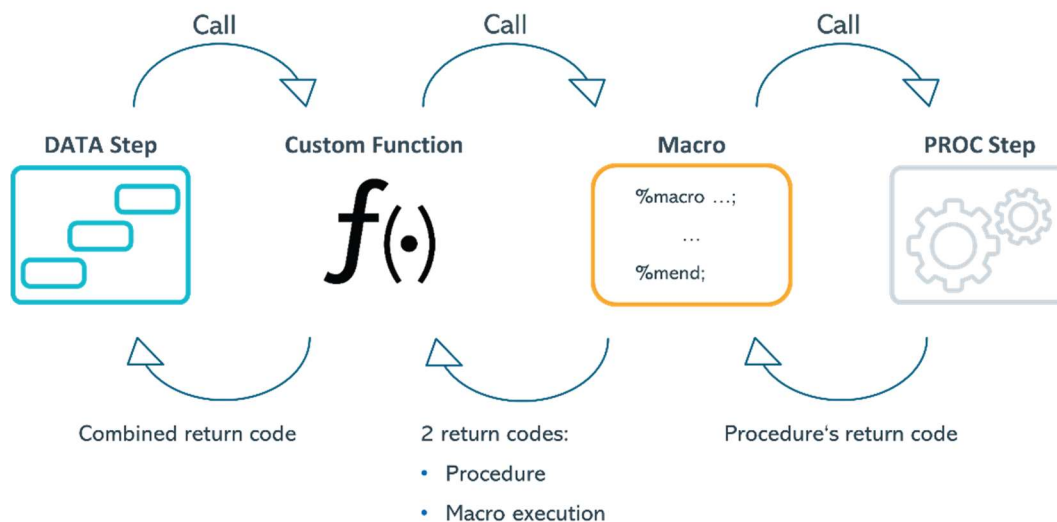 Call
Call
Call
DATA Step
Custom Function
Macro
PROC Step
f(•)
%macro ...;
...
%mend;
Combined return code
2 return codes:
• Procedure
• Macro execution
Procedure‘s return code